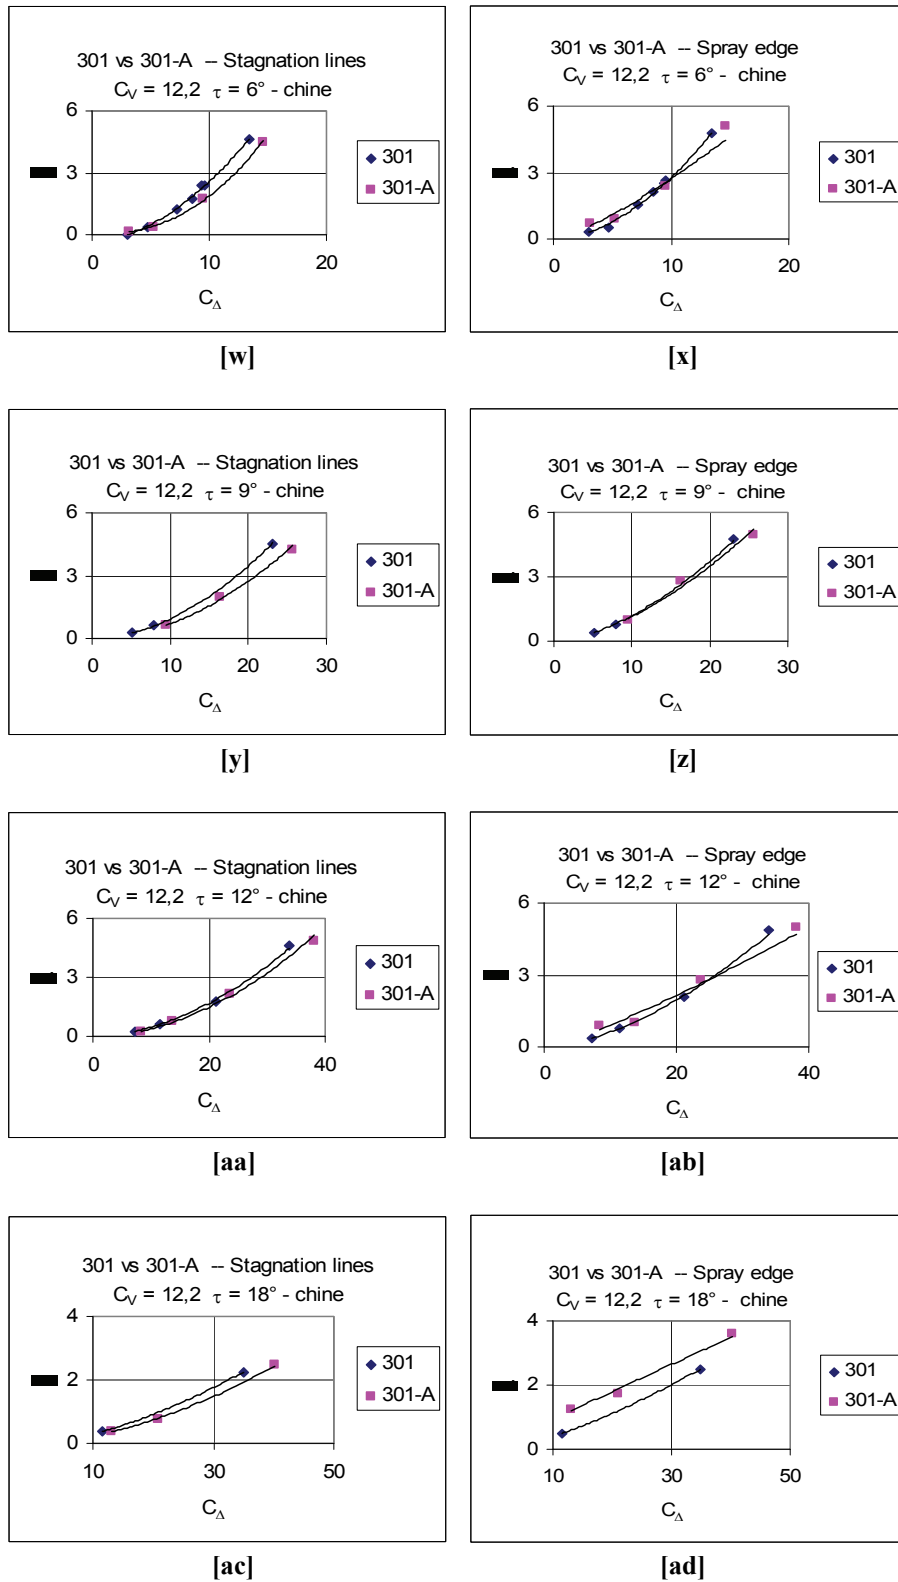 301 vs 301-A -- Stagnation lines
CV = 12,2 τ = 6° - chine
6
3
0
0 10 20
CΔ
301
301-A
[w]
301 vs 301-A -- Spray edge
CV = 12,2 τ = 6° - chine
6
3
0
0 10 20
CΔ
301
301-A
[x]
301 vs 301-A -- Stagnation lines
CV = 12,2 τ = 9° - chine
6
3
0
0 10 20 30
CΔ
301
301-A
[y]
301 vs 301-A -- Spray edge
CV = 12,2 τ = 9° - chine
6
3
0
0 10 20 30
CΔ
301
301-A
[z]
301 vs 301-A -- Stagnation lines
CV = 12,2 τ = 12° - chine
6
3
0
0 20 40
CΔ
301
301-A
[aa]
301 vs 301-A -- Spray edge
CV = 12,2 τ = 12° - chine
6
3
0
0 20 40
CΔ
301
301-A
[ab]
301 vs 301-A -- Stagnation lines
CV = 12,2 τ = 18° - chine
4
2
0
10 30 50
CΔ
301
301-A
[ac]
301 vs 301-A -- Spray edge
CV = 12,2 τ = 18° - chine
4
2
0
10 30 50
CΔ
301
301-A
[ad]